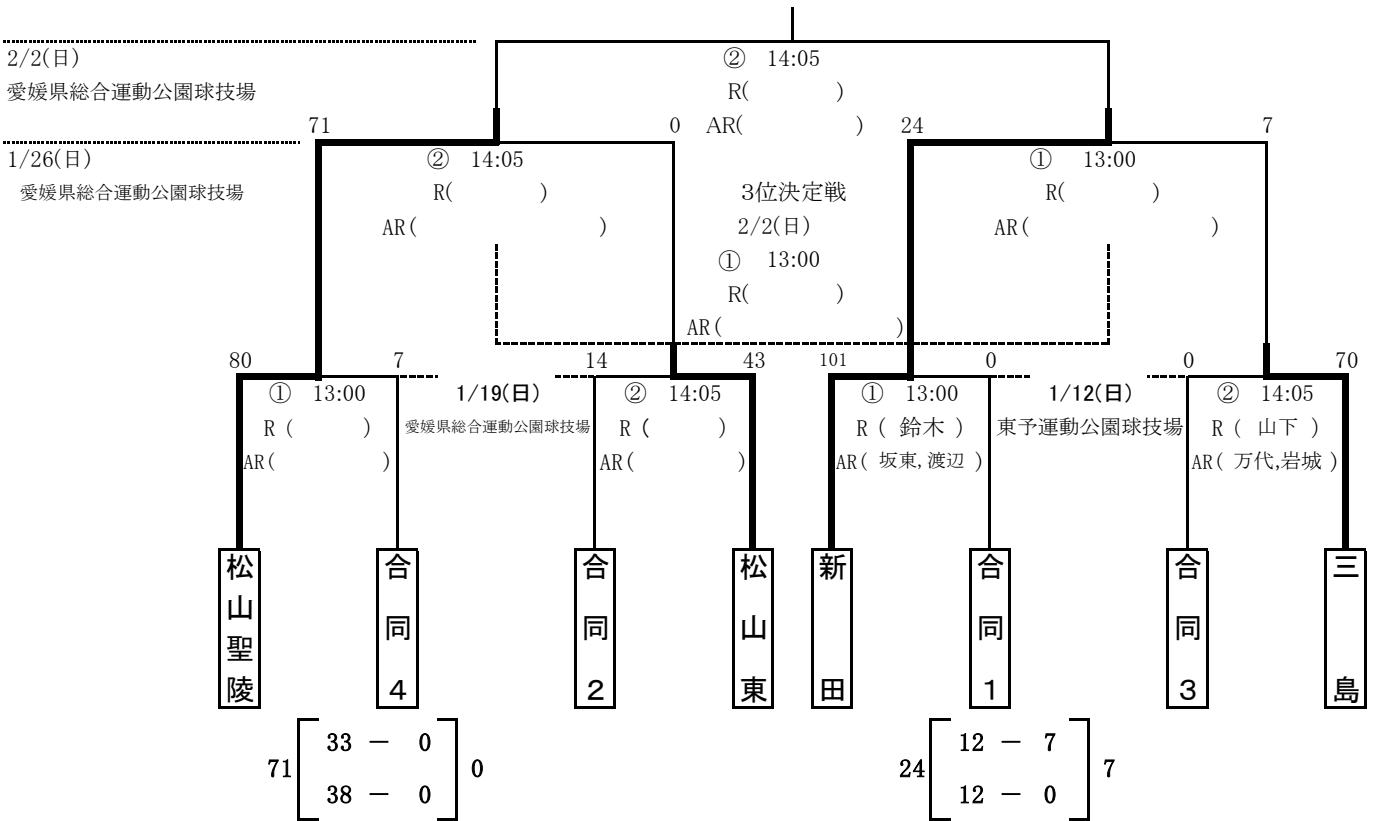 2/2(日)
② 14:05
愛媛県総合運動公園球技場
R( )
71
0
AR( )
24
7
1/26(日)
② 14:05
① 13:00
愛媛県総合運動公園球技場
R( )
3位決定戦
R( )
AR( )
2/2(日)
AR( )
① 13:00
R( )
AR( )
80
7
14
43
101
0
0
70
① 13:00
1/19(日)
② 14:05
① 13:00
1/12(日)
② 14:05
R ( )
愛媛県総合運動公園球技場
R ( )
R ( 鈴木 )
東予運動公園球技場
R ( 山下 )
AR( )
AR( )
AR( 坂東,渡辺 )
AR( 万代,岩城 )
松山聖陵
合同4
合同2
松山東
新田
合同1
合同3
三島
33 － 0
71 0
38 － 0
12 － 7
24 7
12 － 0